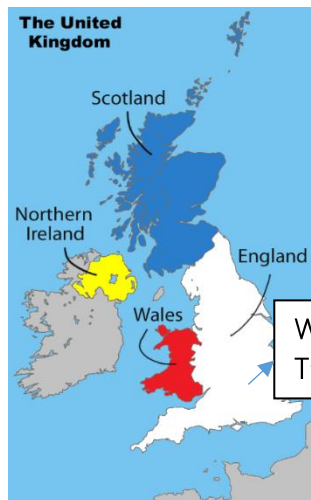 The United
Kingdom
Scotland
Northern
Ireland
England
Wales
W
T